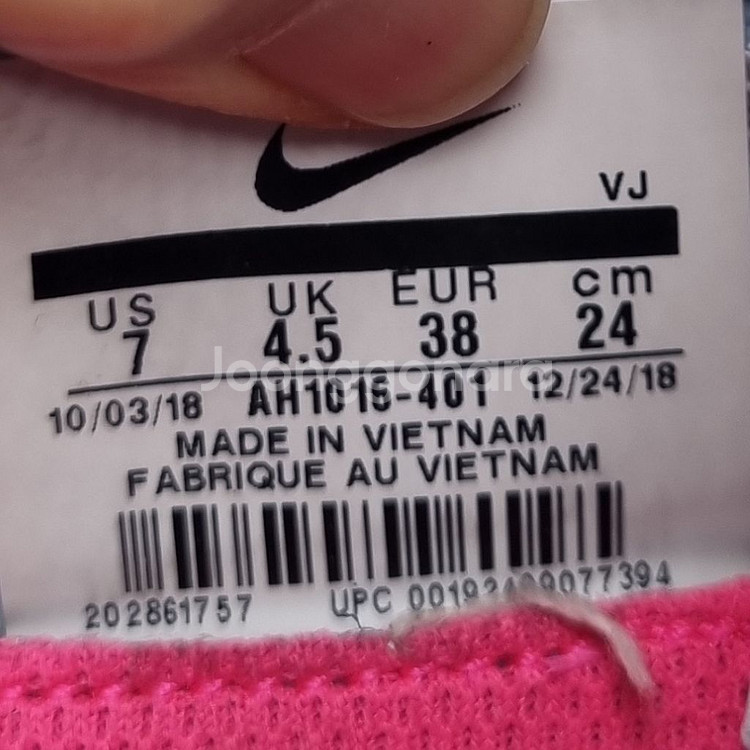 VJ
US UK EUR cm
7 4.5 38 24
Joonggonara
10/03/18 AH1015-401 12/24/18
MADE IN VIETNAM
FABRIQUE AU VIETNAM
202861757 UPC